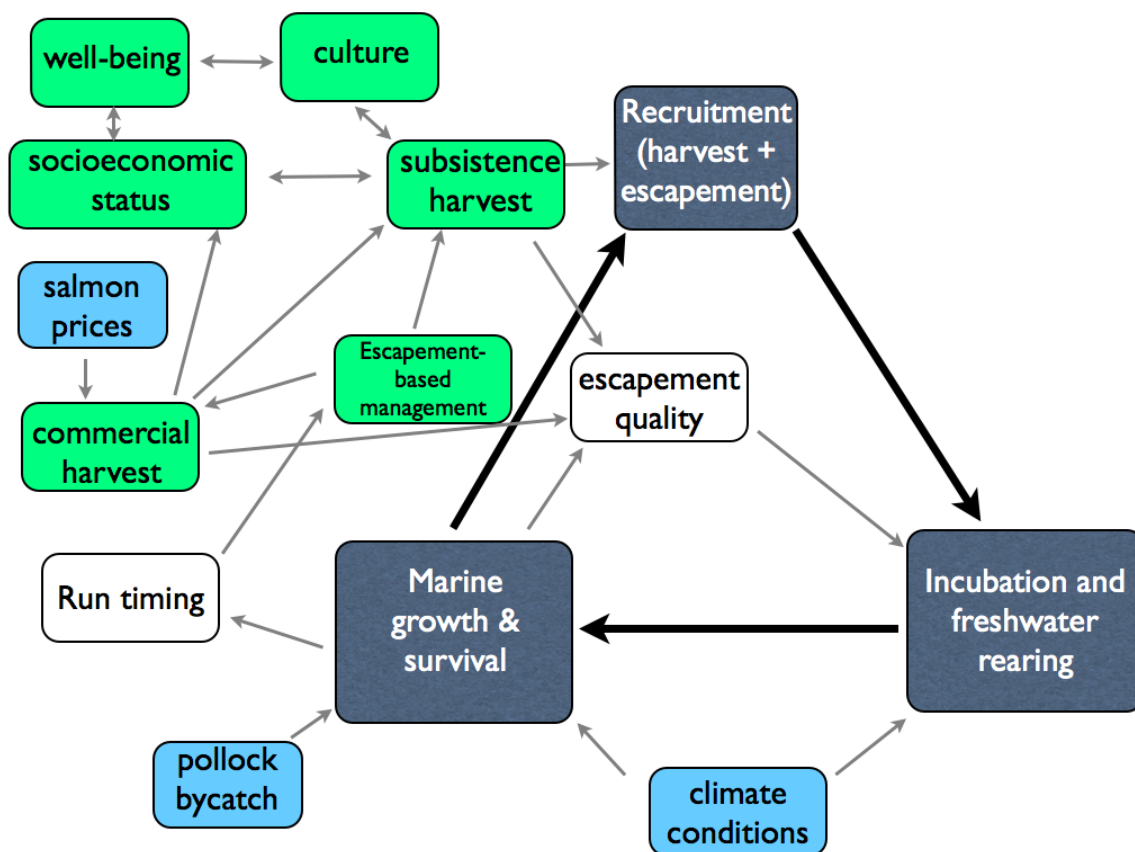 well-being
culture
Recruitment
(harvest +
escapement)
socioeconomic
status
subsistence
harvest
salmon
prices
Escapement-
based
management
escapement
quality
commercial
harvest
Run timing
Marine
growth &
survival
Incubation and
freshwater
rearing
pollock
bycatch
climate
conditions